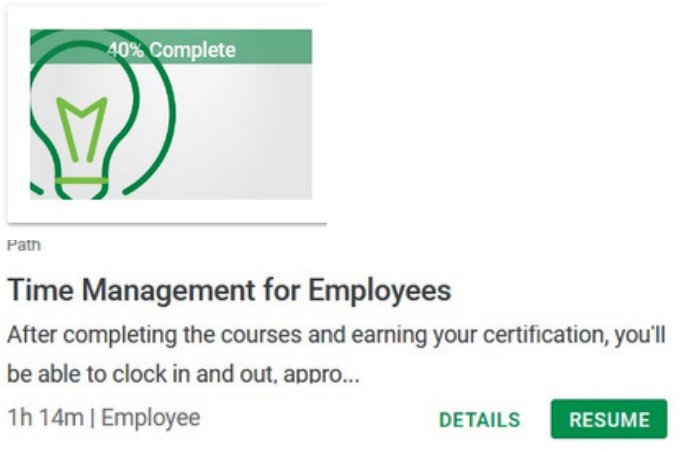 40% Complete
Path
Time Management for Employees
After completing the courses and earning your certification, you'll
be able to clock in and out, appro...
1h 14m | Employee
DETAILS
RESUME